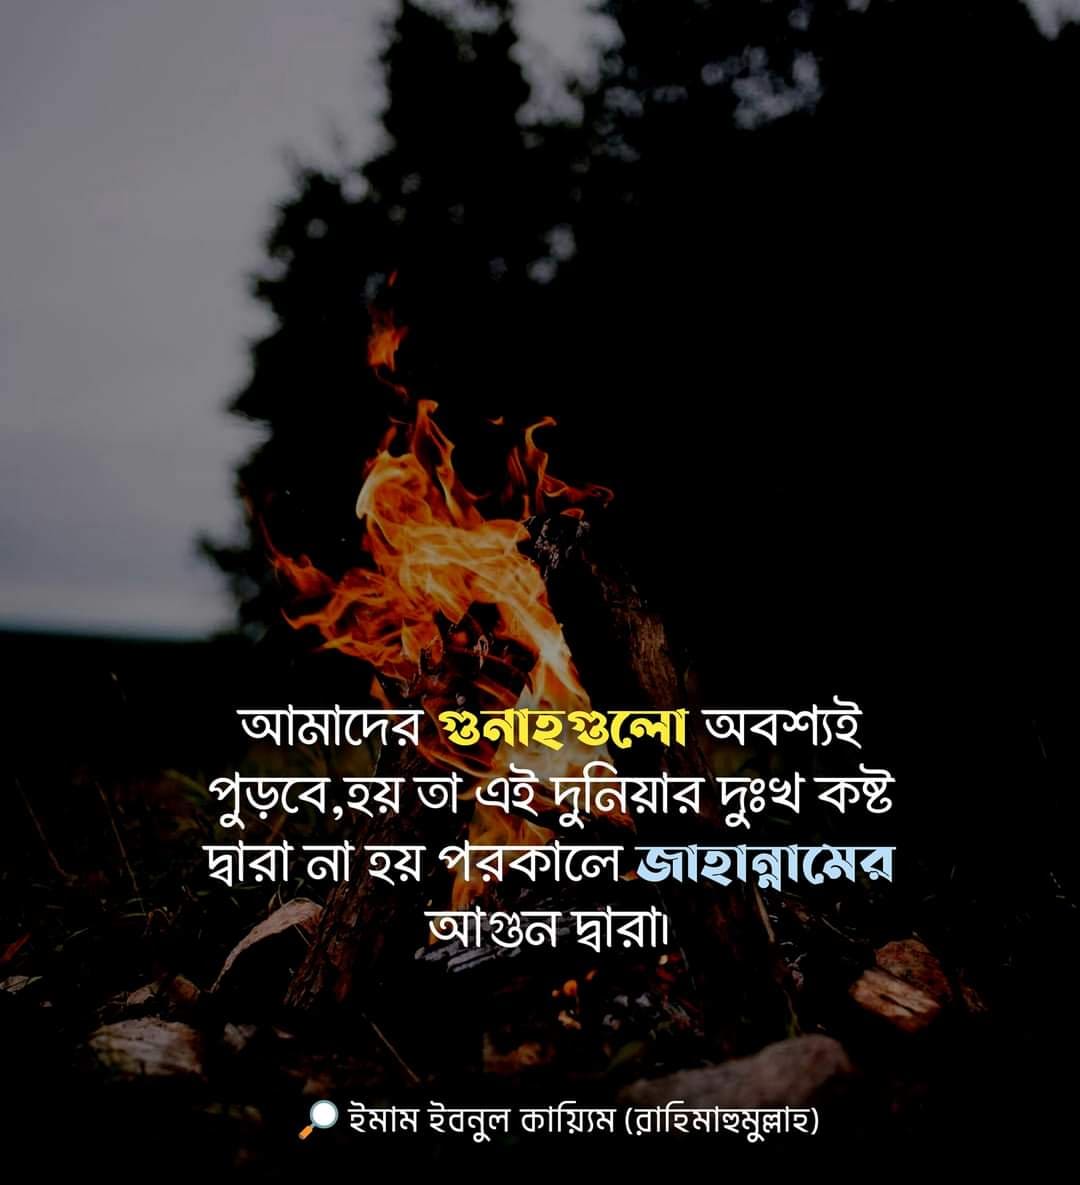 আমাদের গুনাহগুলো অবশ্যই
পুড়বে,হয় তা এই দুনিয়ার দুঃখ কষ্ট
দ্বারা না হয় পরকালে জাহান্নামের
আগুন দ্বারা৷
ইমাম ইবনুল কায়্যিম (রাহিমাহুমুল্লাহ)